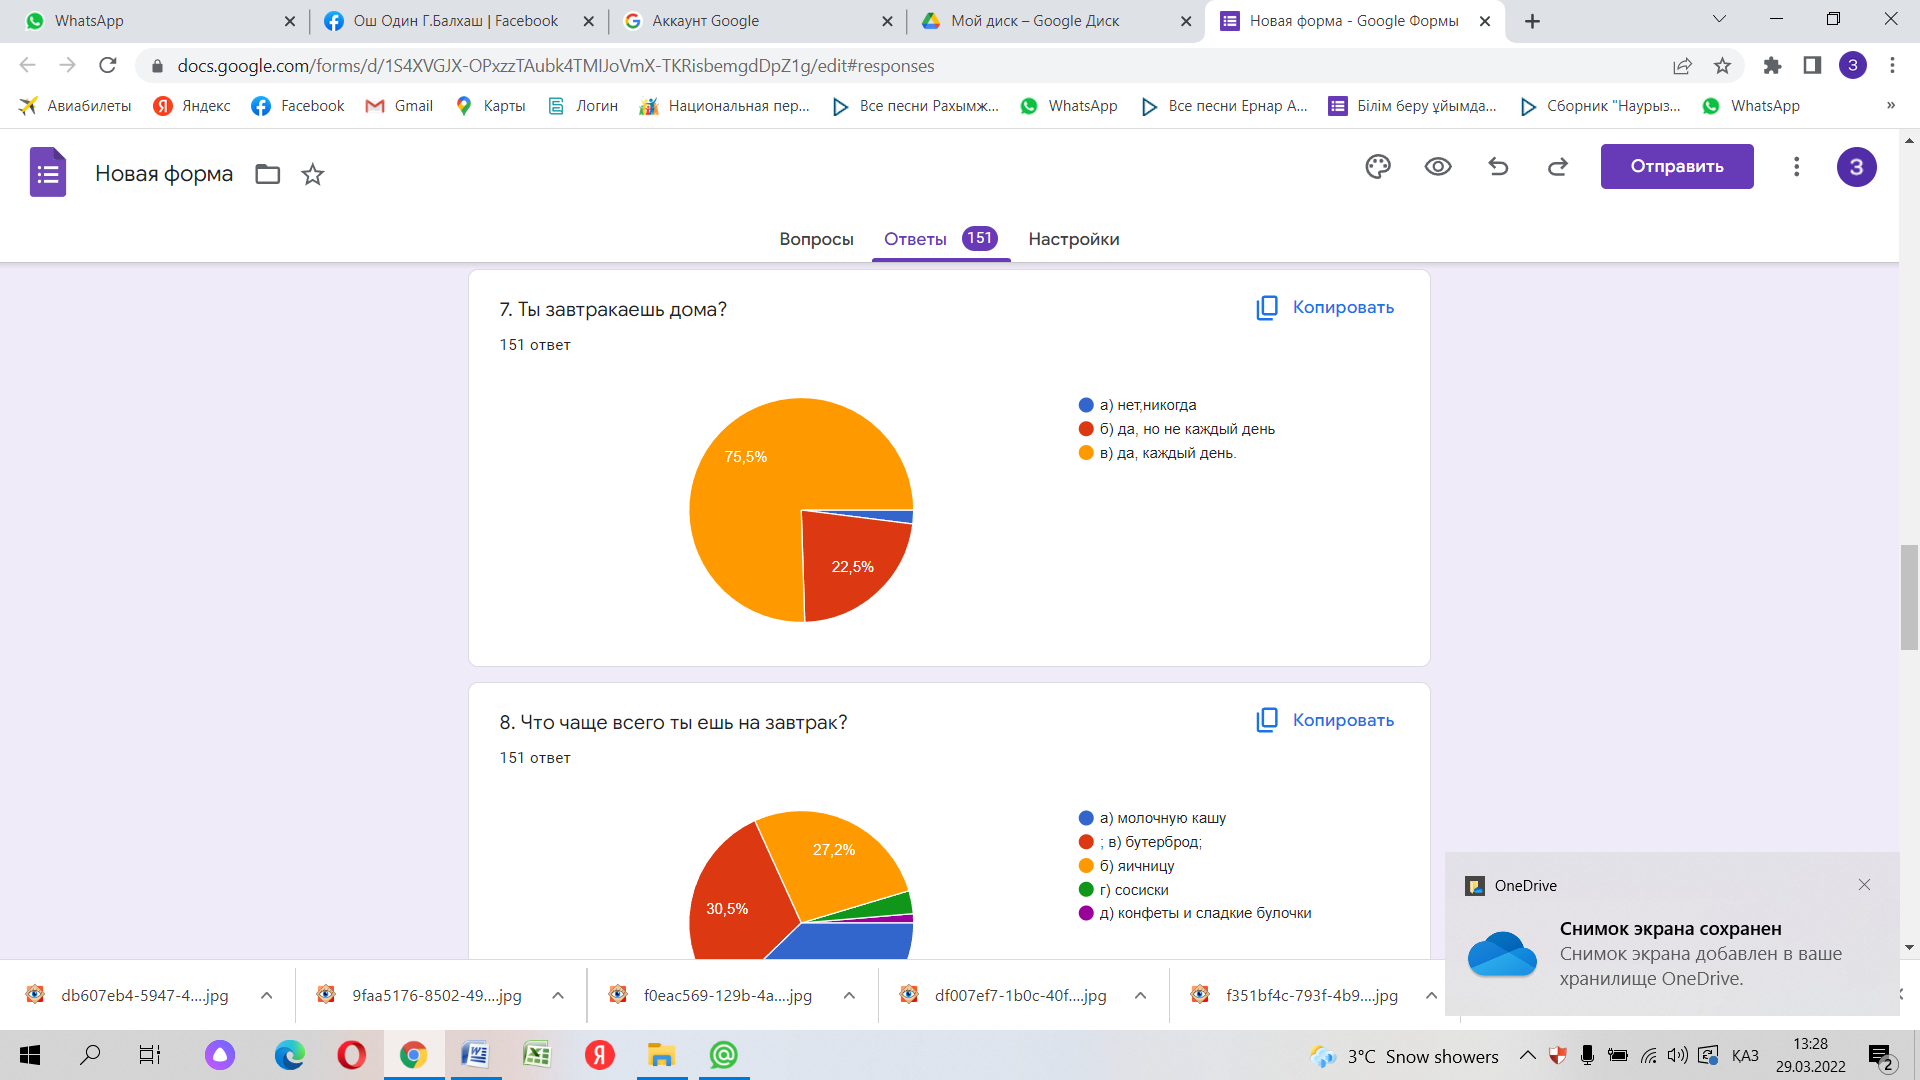 WhatsApp
Ош Один Г.Балхаш | Facebook
Аккаунт Google
Мой диск – Google Диск
Новая форма - Google Формы
docs.google.com/forms/d/1S4XVGJX-OPxzzTAubk4TMIJoVmX-TKRisbemgdDpZ1g/edit#responses
З
Авиабилеты
Яндекс
Facebook
Gmail
Карты
Логин
Национальная пер...
Все песни Рахымж...
WhatsApp
Все песни Ернар А...
Білім беру ұйымда...
Сборник "Наурыз...
WhatsApp
»
Новая форма
Отправить
З
Вопросы
Ответы 151
Настройки
7. Ты завтракаешь дома?
Копировать
151 ответ
75,5%
22,5%
а) нет,никогда
б) да, но не каждый день
в) да, каждый день.
8. Что чаще всего ты ешь на завтрак?
Копировать
151 ответ
27,2%
30,5%
а) молочную кашу
; в) бутерброд;
б) яичницу
г) сосиски
д) конфеты и сладкие булочки
OneDrive
Снимок экрана сохранен
Снимок экрана добавлен в ваше
хранилище OneDrive.
db607eb4-5947-4....jpg
9faa5176-8502-49....jpg
f0eac569-129b-4a....jpg
df007ef7-1b0c-40f....jpg
f351bf4c-793f-4b9....jpg
3°C Snow showers
ҚАЗ
13:28
29.03.2022
2